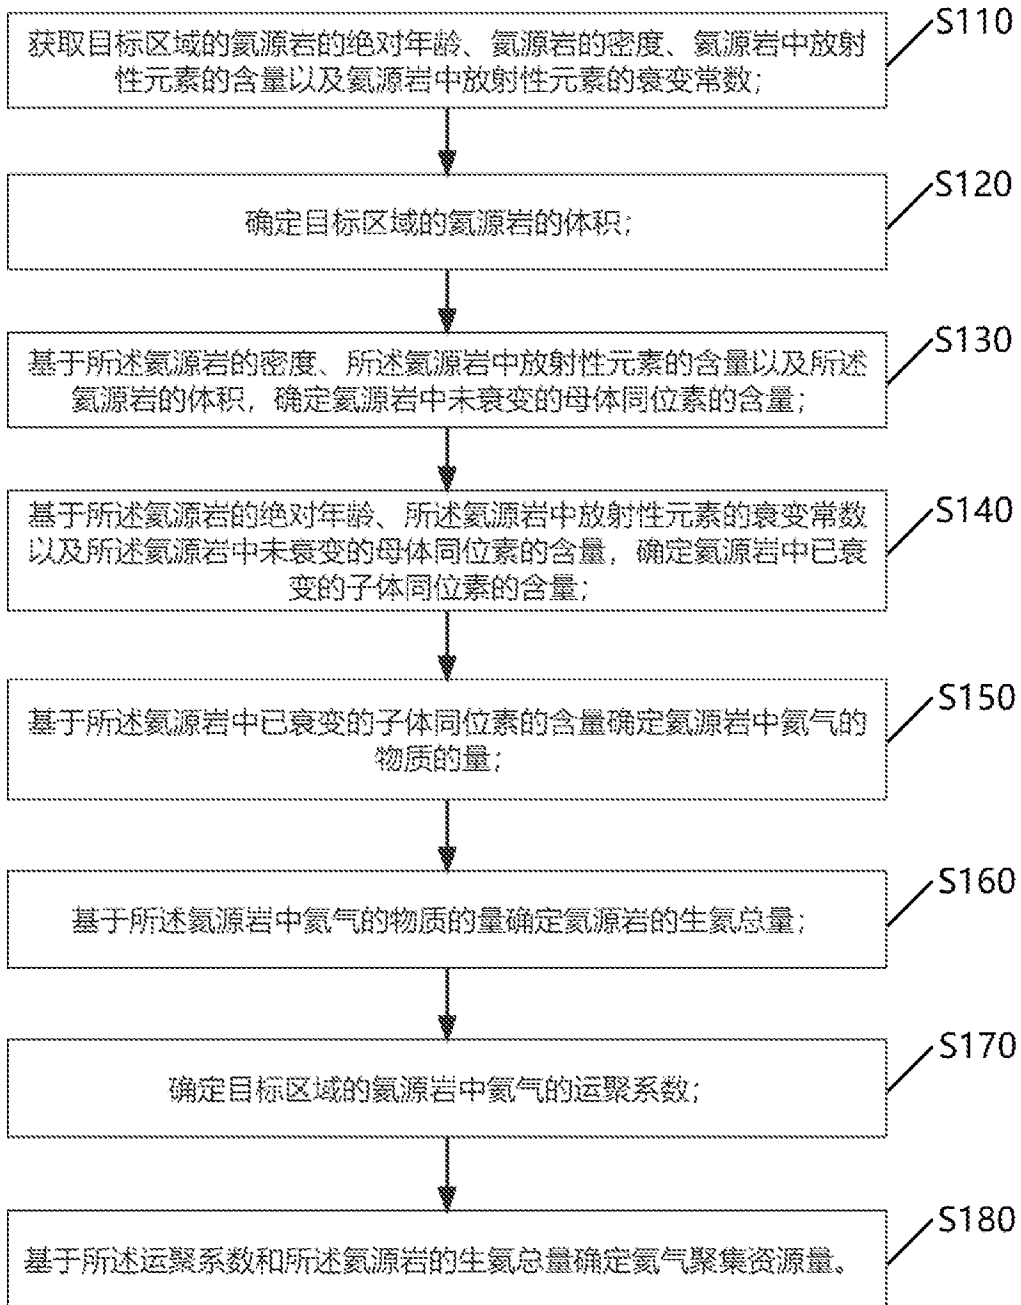 S110
获取目标区域的氦源岩的绝对年龄、氦源岩的密度、氦源岩中放射
性元素的含量以及氦源岩中放射性元素的衰变常数;
S120
确定目标区域的氦源岩的体积;
S130
基于所述氦源岩的密度、所述氦源岩中放射性元素的含量以及所述
氦源岩的体积，确定氦源岩中未衰变的母体同位素的含量;
S140
基于所述氦源岩的绝对年龄、所述氦源岩中放射性元素的衰变常数
以及所述氦源岩中未衰变的母体同位素的含量，确定氦源岩中已衰
变的子体同位素的含量;
S150
基于所述氦源岩中已衰变的子体同位素的含量确定氦源岩中氦气的
物质的量;
S160
基于所述氦源岩中氦气的物质的量确定氦源岩的生氦总量;
S170
确定目标区域的氦源岩中氦气的运聚系数;
S180
基于所述运聚系数和所述氦源岩的生氦总量确定氦气聚集资源量。